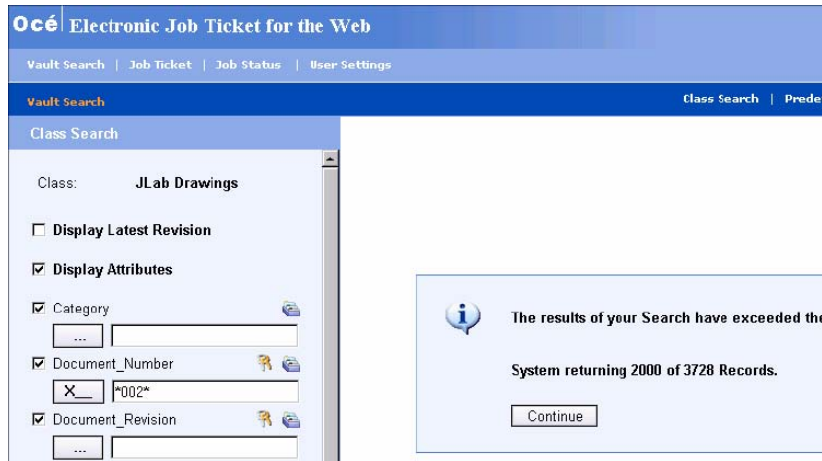 Océ Electronic Job Ticket for the Web
Vault Search | Job Ticket | Job Status | User Settings
Vault Search
Class Search | Prede
Class Search
Class: JLab Drawings
Display Latest Revision
Display Attributes
Category
...
Document_Number
X__ *002*
Document_Revision
...
The results of your Search have exceeded the
System returning 2000 of 3728 Records.
Continue